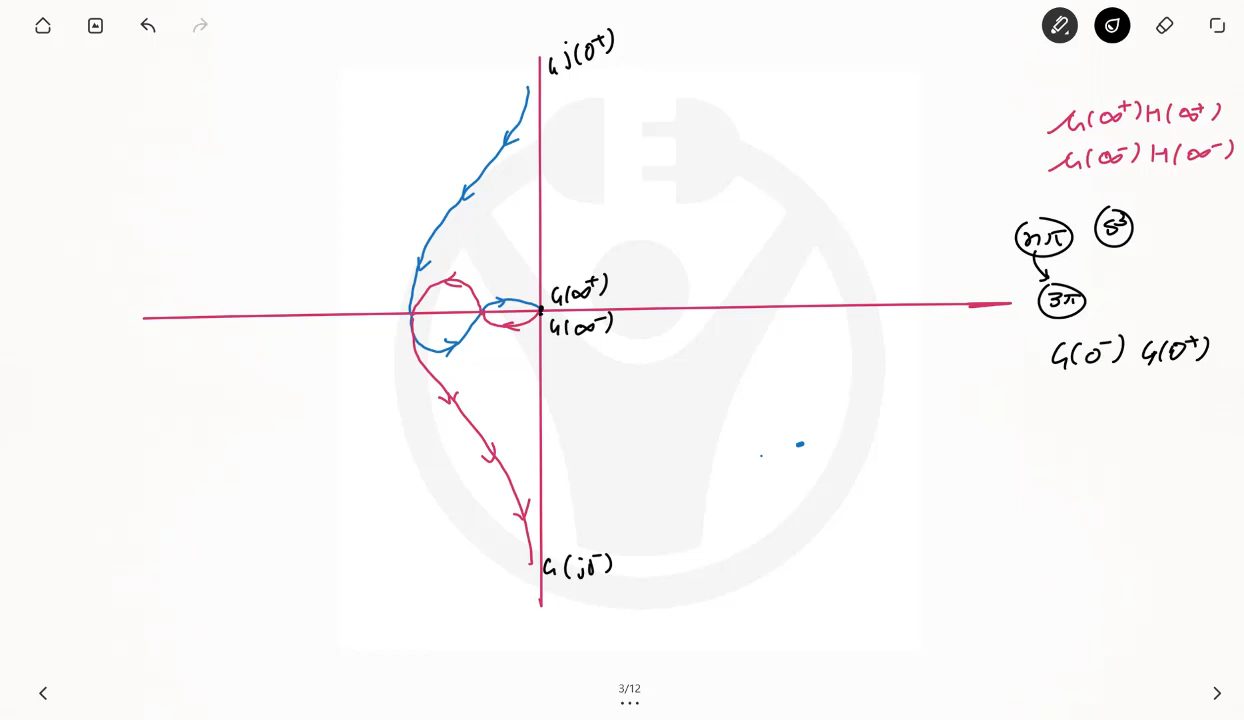 G j(0⁺)
G(∞⁺)H(∞⁺)
G(∞⁻) H(∞⁻)
nπ s³
G(∞⁺)
3π
G(∞⁻)
G(0⁻) G(0⁺)
G(j0⁻)
3/12